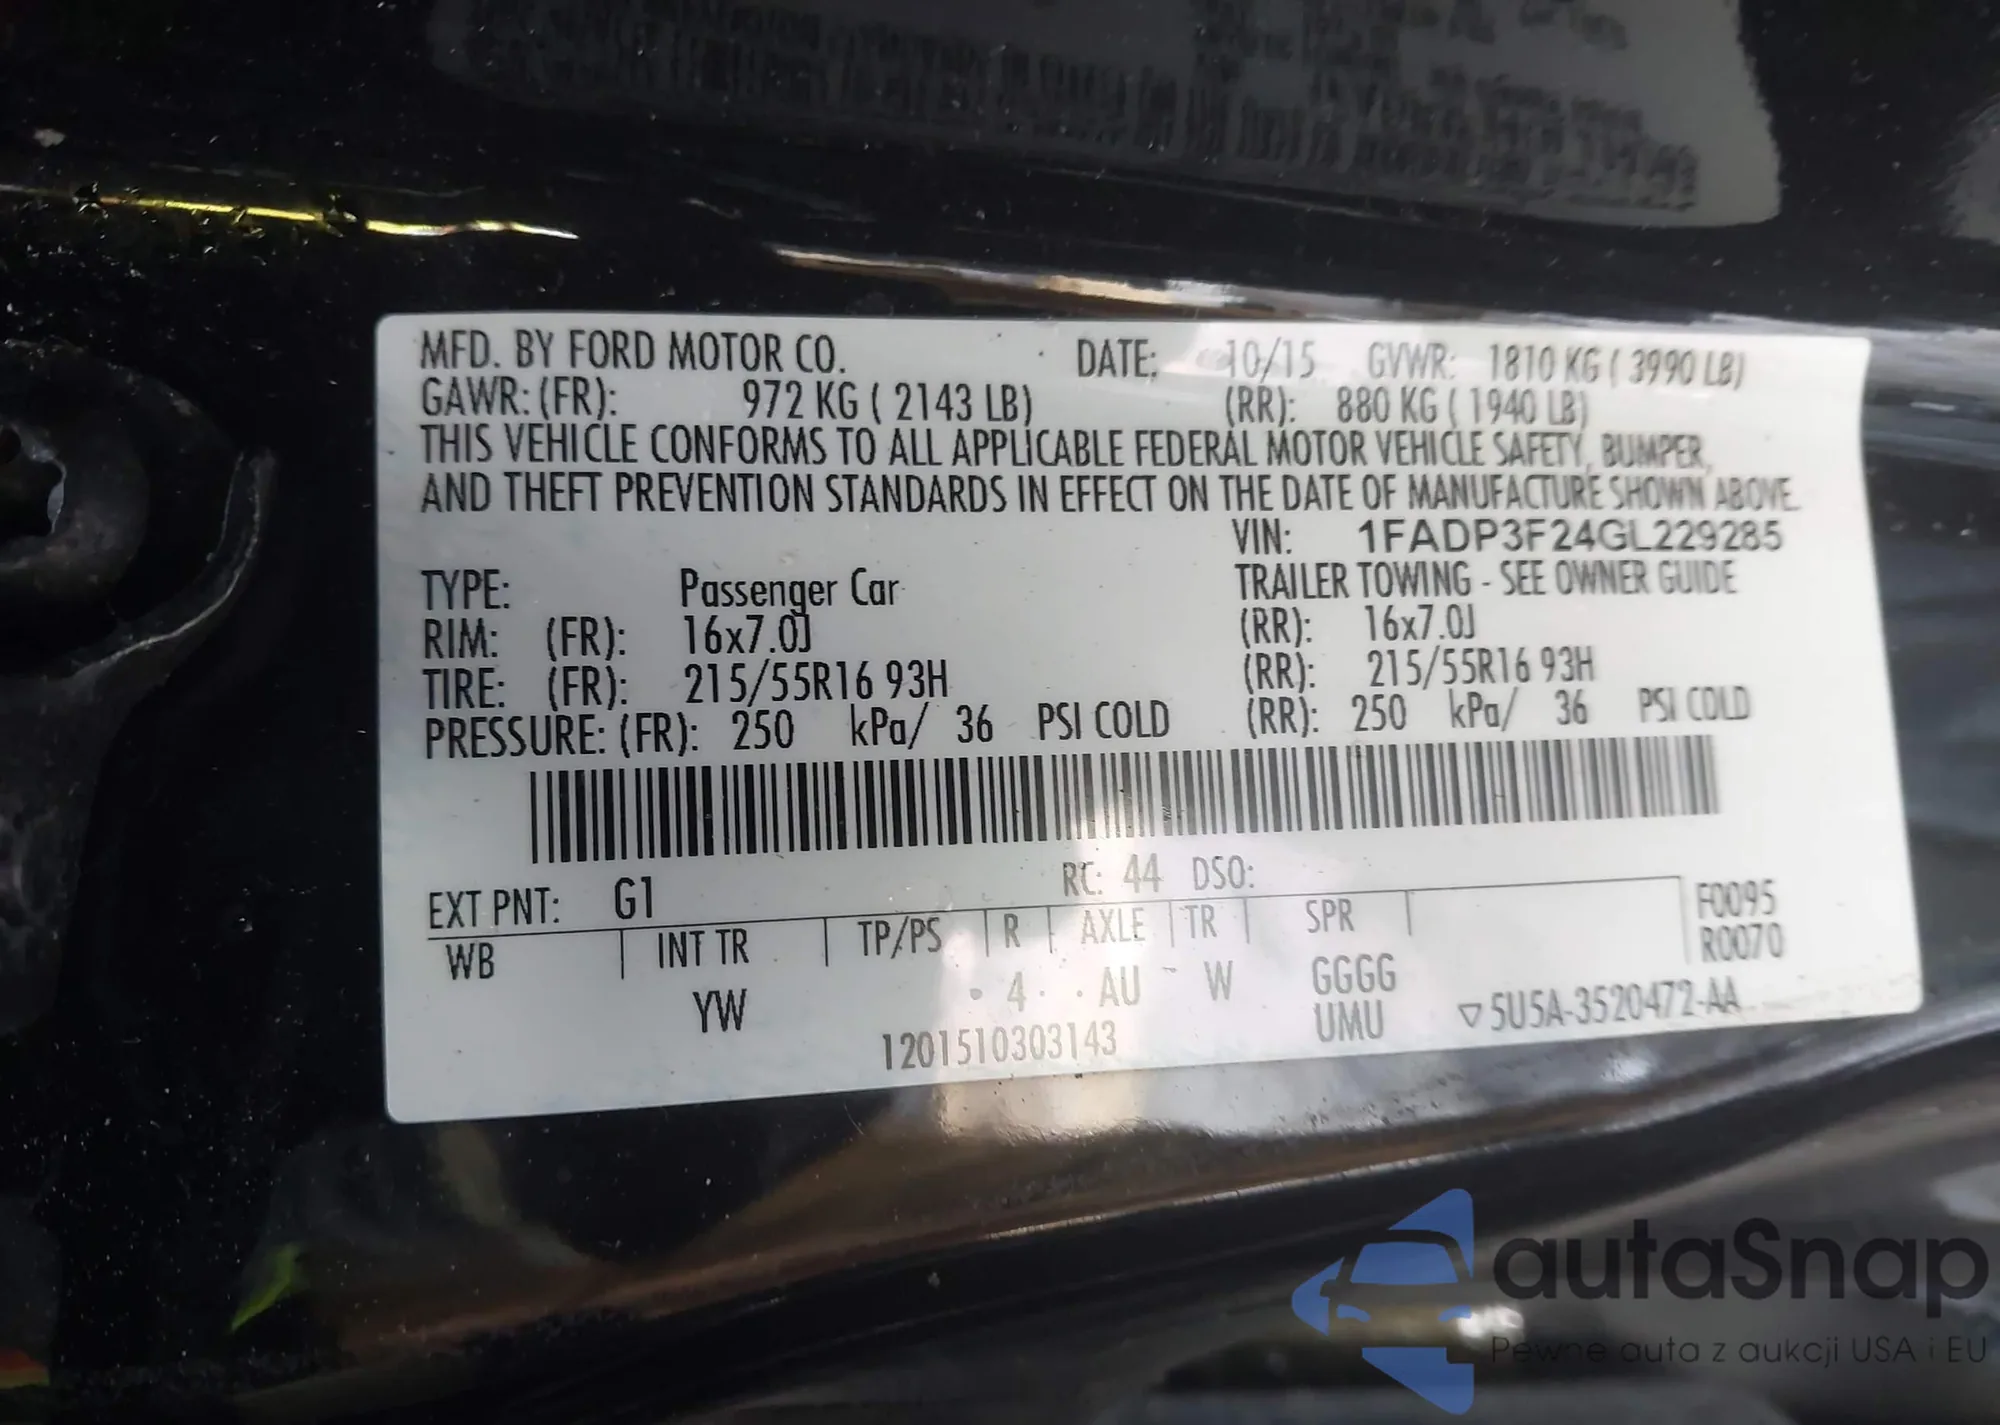 MFD. BY FORD MOTOR CO. DATE: 10/15 GVWR: 1810 KG ( 3990 LB)
GAWR: (FR): 972 KG ( 2143 LB) (RR): 880 KG ( 1940 LB)
THIS VEHICLE CONFORMS TO ALL APPLICABLE FEDERAL MOTOR VEHICLE SAFETY, BUMPER,
AND THEFT PREVENTION STANDARDS IN EFFECT ON THE DATE OF MANUFACTURE SHOWN ABOVE.
VIN: 1FADP3F24GL229285
TYPE: Passenger Car TRAILER TOWING - SEE OWNER GUIDE
RIM: (FR): 16x7.0J (RR): 16x7.0J
TIRE: (FR): 215/55R16 93H (RR): 215/55R16 93H
PRESSURE: (FR): 250 kPa/ 36 PSI COLD (RR): 250 kPa/ 36 PSI COLD
EXT PNT: G1 RC: 44 DSO: F0095
WB INT TR TP/PS R AXLE TR SPR R0070
YW 4 AU W GGGG
1201510303143 UMU ▽5U5A-3520472-AA
autaSnap
Pewne auta z aukcji USA i EU